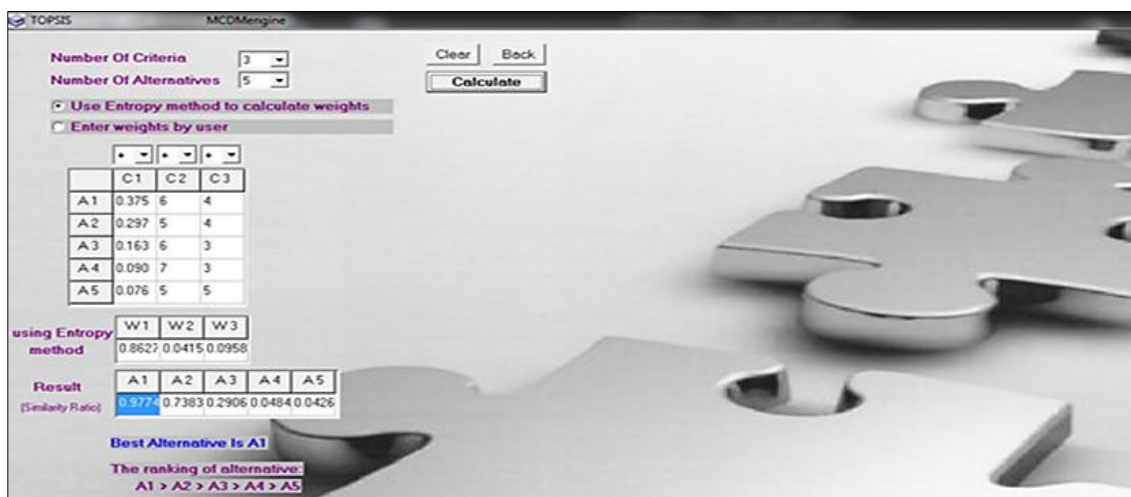 TOPSIS MCDMengine
Number Of Criteria 3
Clear Back
Number Of Alternatives 5
Calculate
Use Entropy method to calculate weights
Enter weights by user
C1 C2 C3
A1 0.375 6 4
A2 0.297 5 4
A3 0.163 6 3
A4 0.090 7 3
A5 0.076 5 5
using Entropy method
W1 W2 W3
0.8627 0.0415 0.0958
Result
(Similarity Ratio)
A1 A2 A3 A4 A5
0.9774 0.7383 0.2906 0.0484 0.0426
Best Alternative Is A1
The ranking of alternative:
A1 > A2 > A3 > A4 > A5